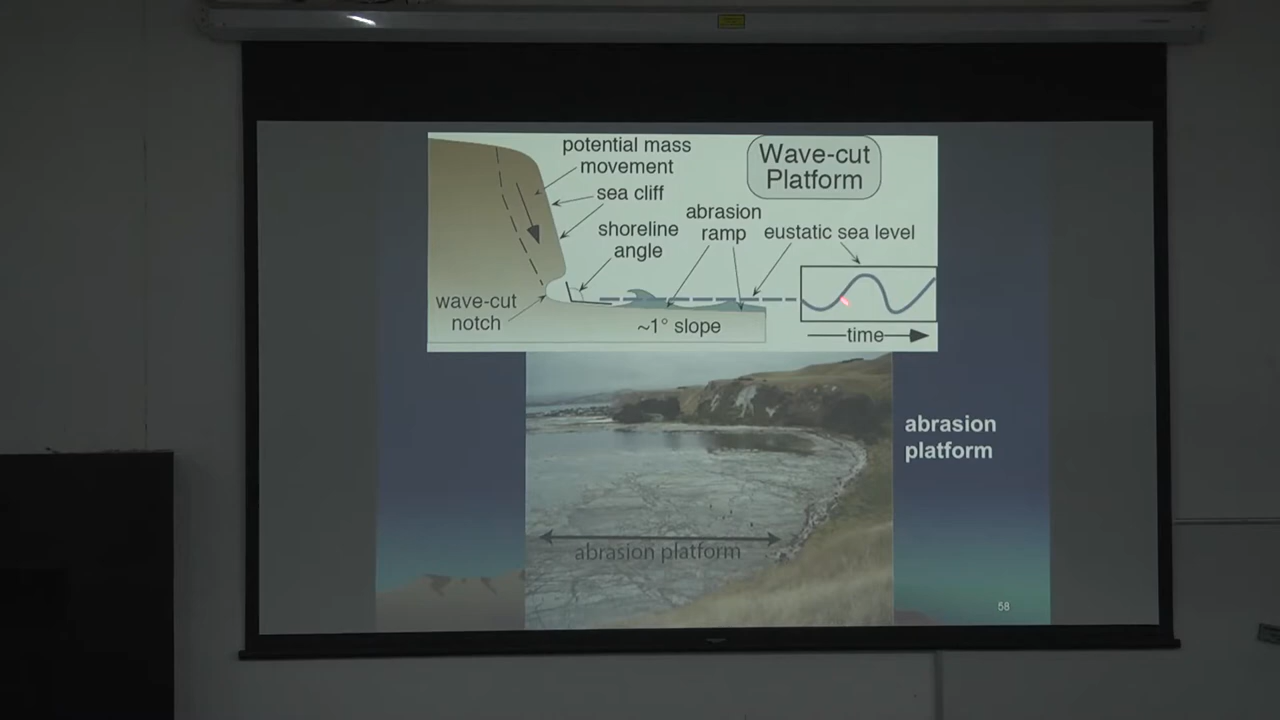 potential mass
movement
Wave-cut
Platform
sea cliff
abrasion
ramp
shoreline
angle
eustatic sea level
wave-cut
notch
~1° slope
time
abrasion
platform
abrasion platform
58